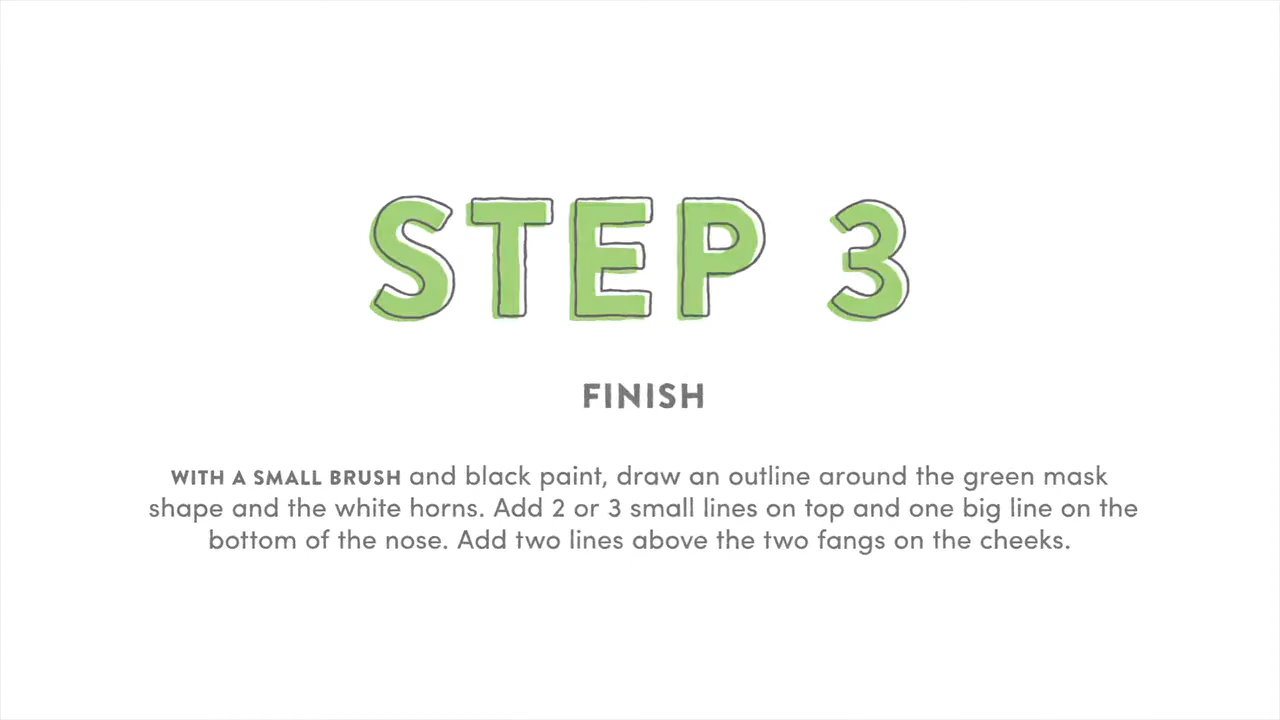 STEP 3
FINISH
WITH A SMALL BRUSH and black paint, draw an outline around the green mask
shape and the white horns. Add 2 or 3 small lines on top and one big line on the
bottom of the nose. Add two lines above the two fangs on the cheeks.